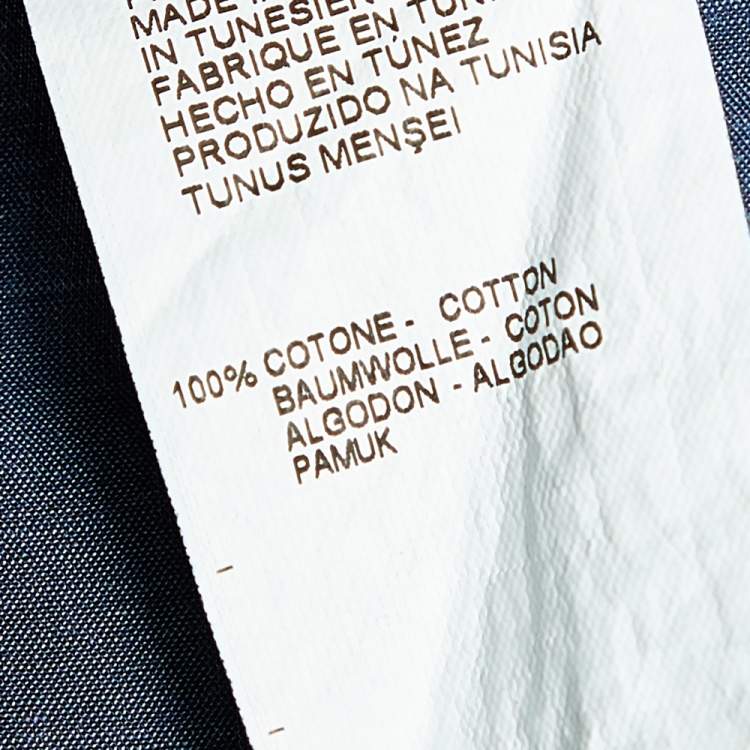 MADE
IN TUNESIEN
FABRIQUE EN
HECHO EN TÚNEZ
PRODUZIDO NA TUNISIA
TUNUS MENŞEI
100% COTONE - COTTON
BAUMWOLLE - COTON
ALGODON - ALGODAO
PAMUK